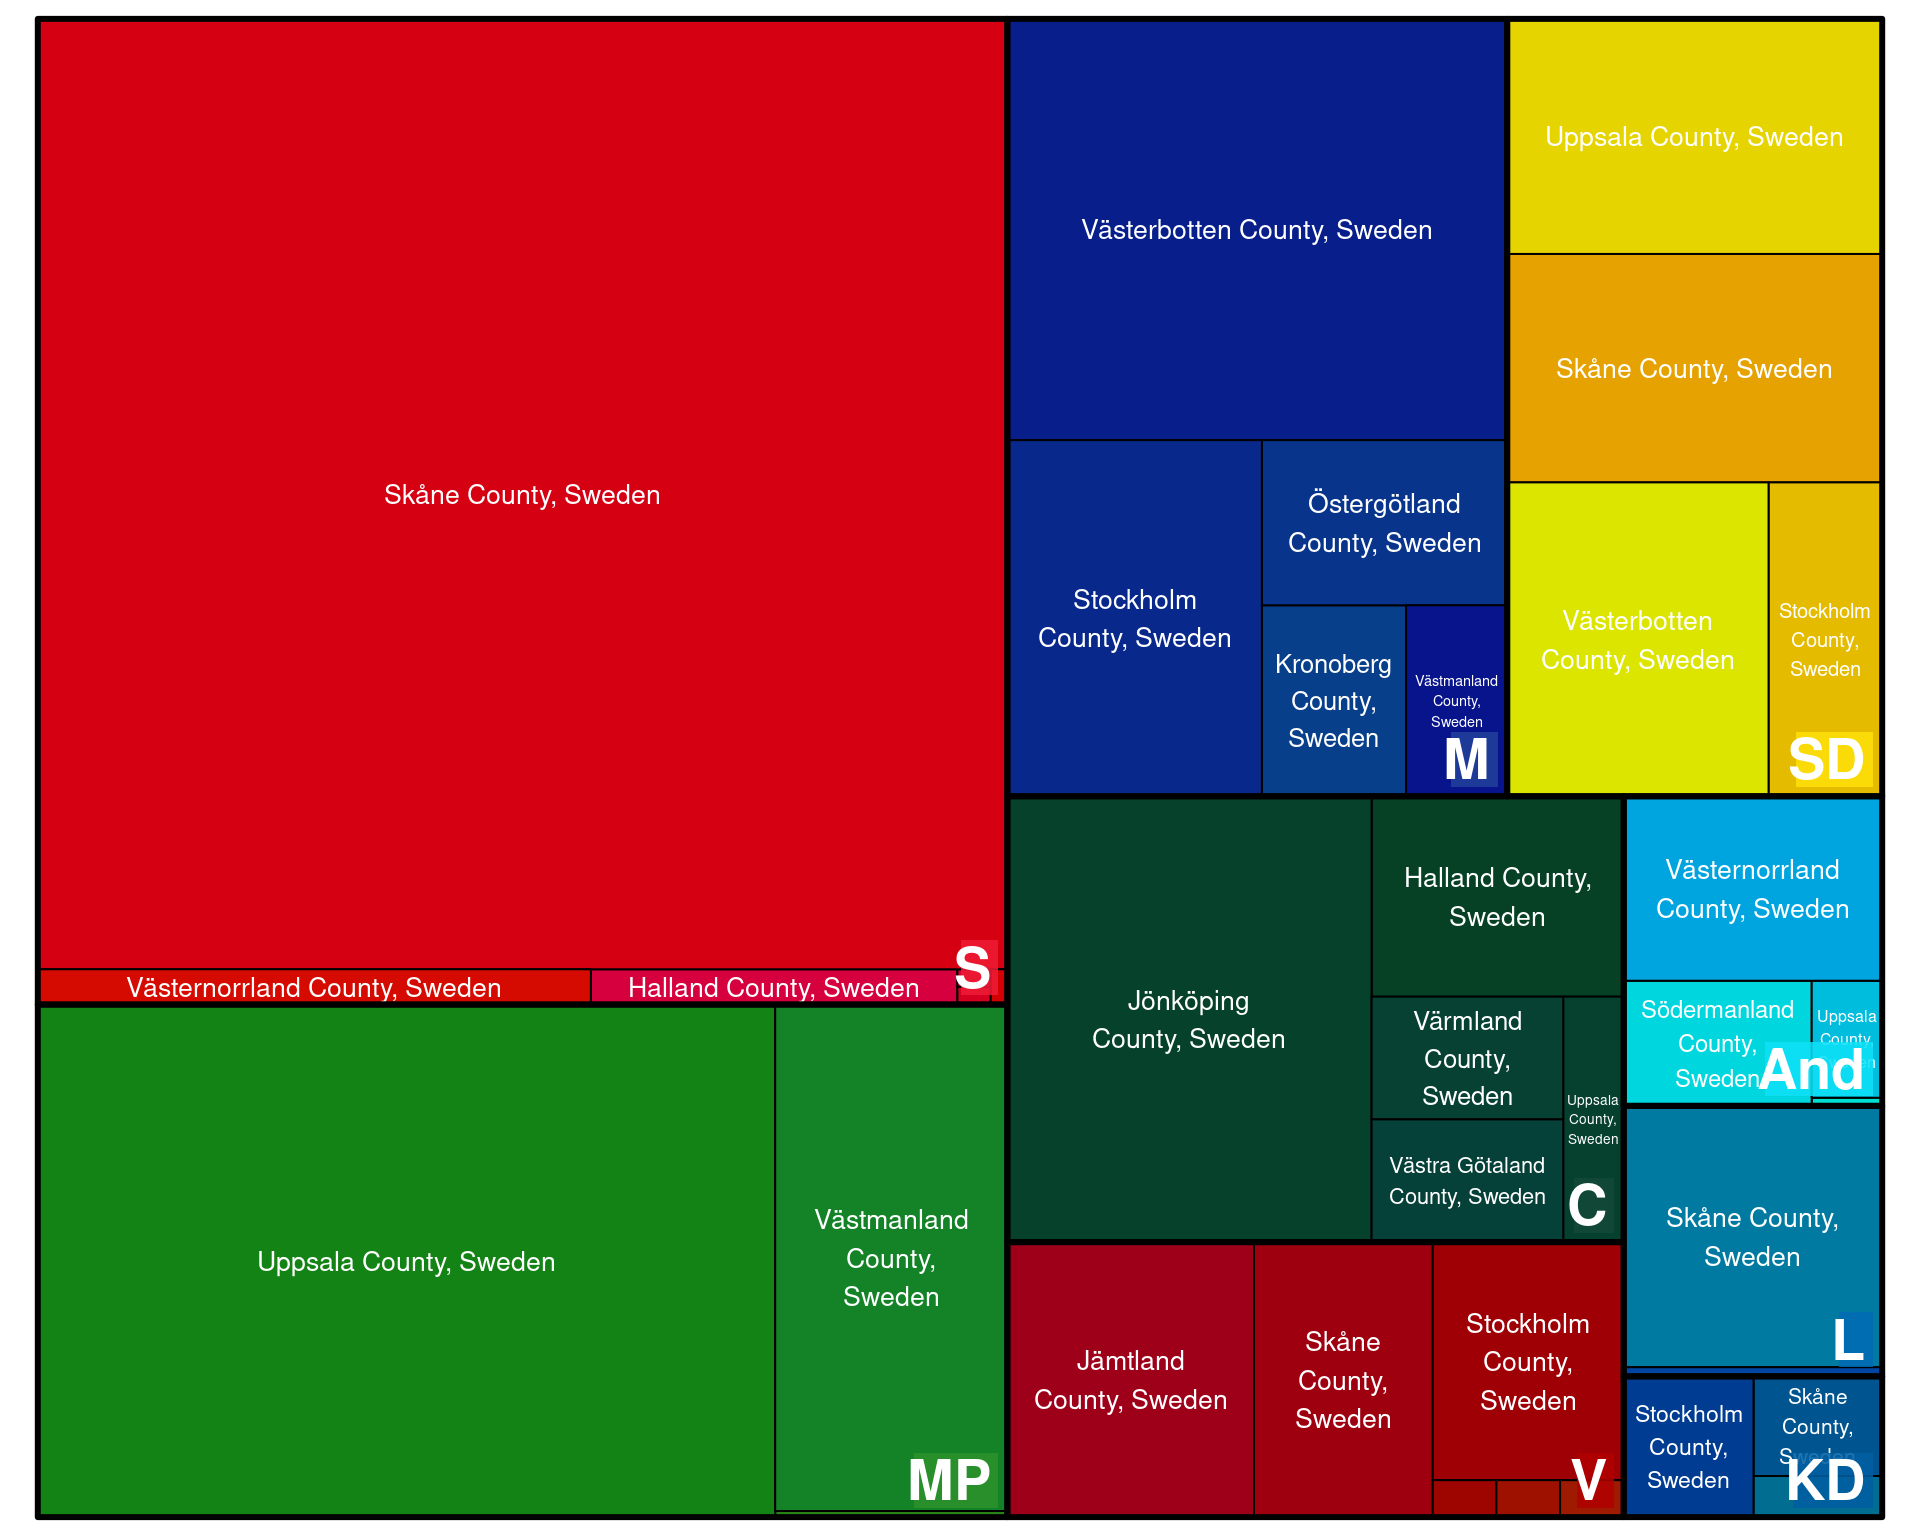 Skåne County, Sweden
Västernorrland County, Sweden
Halland County, Sweden
S
Uppsala County, Sweden
Västmanland
County,
Sweden
MP
Västerbotten County, Sweden
Stockholm
County, Sweden
Östergötland
County, Sweden
Kronoberg
County,
Sweden
Västmanland
County,
Sweden
M
Uppsala County, Sweden
Skåne County, Sweden
Västerbotten
County, Sweden
Stockholm
County,
Sweden
SD
Jönköping
County, Sweden
Halland County,
Sweden
Värmland
County,
Sweden
Västra Götaland
County, Sweden
Uppsala
County,
Sweden
C
Västernorrland
County, Sweden
Södermanland
County,
Sweden
Uppsala
County,
And
Skåne County,
Sweden
L
Jämtland
County, Sweden
Skåne
County,
Sweden
Stockholm
County,
Sweden
V
Stockholm
County,
Sweden
Skåne
County,
Sweden
KD